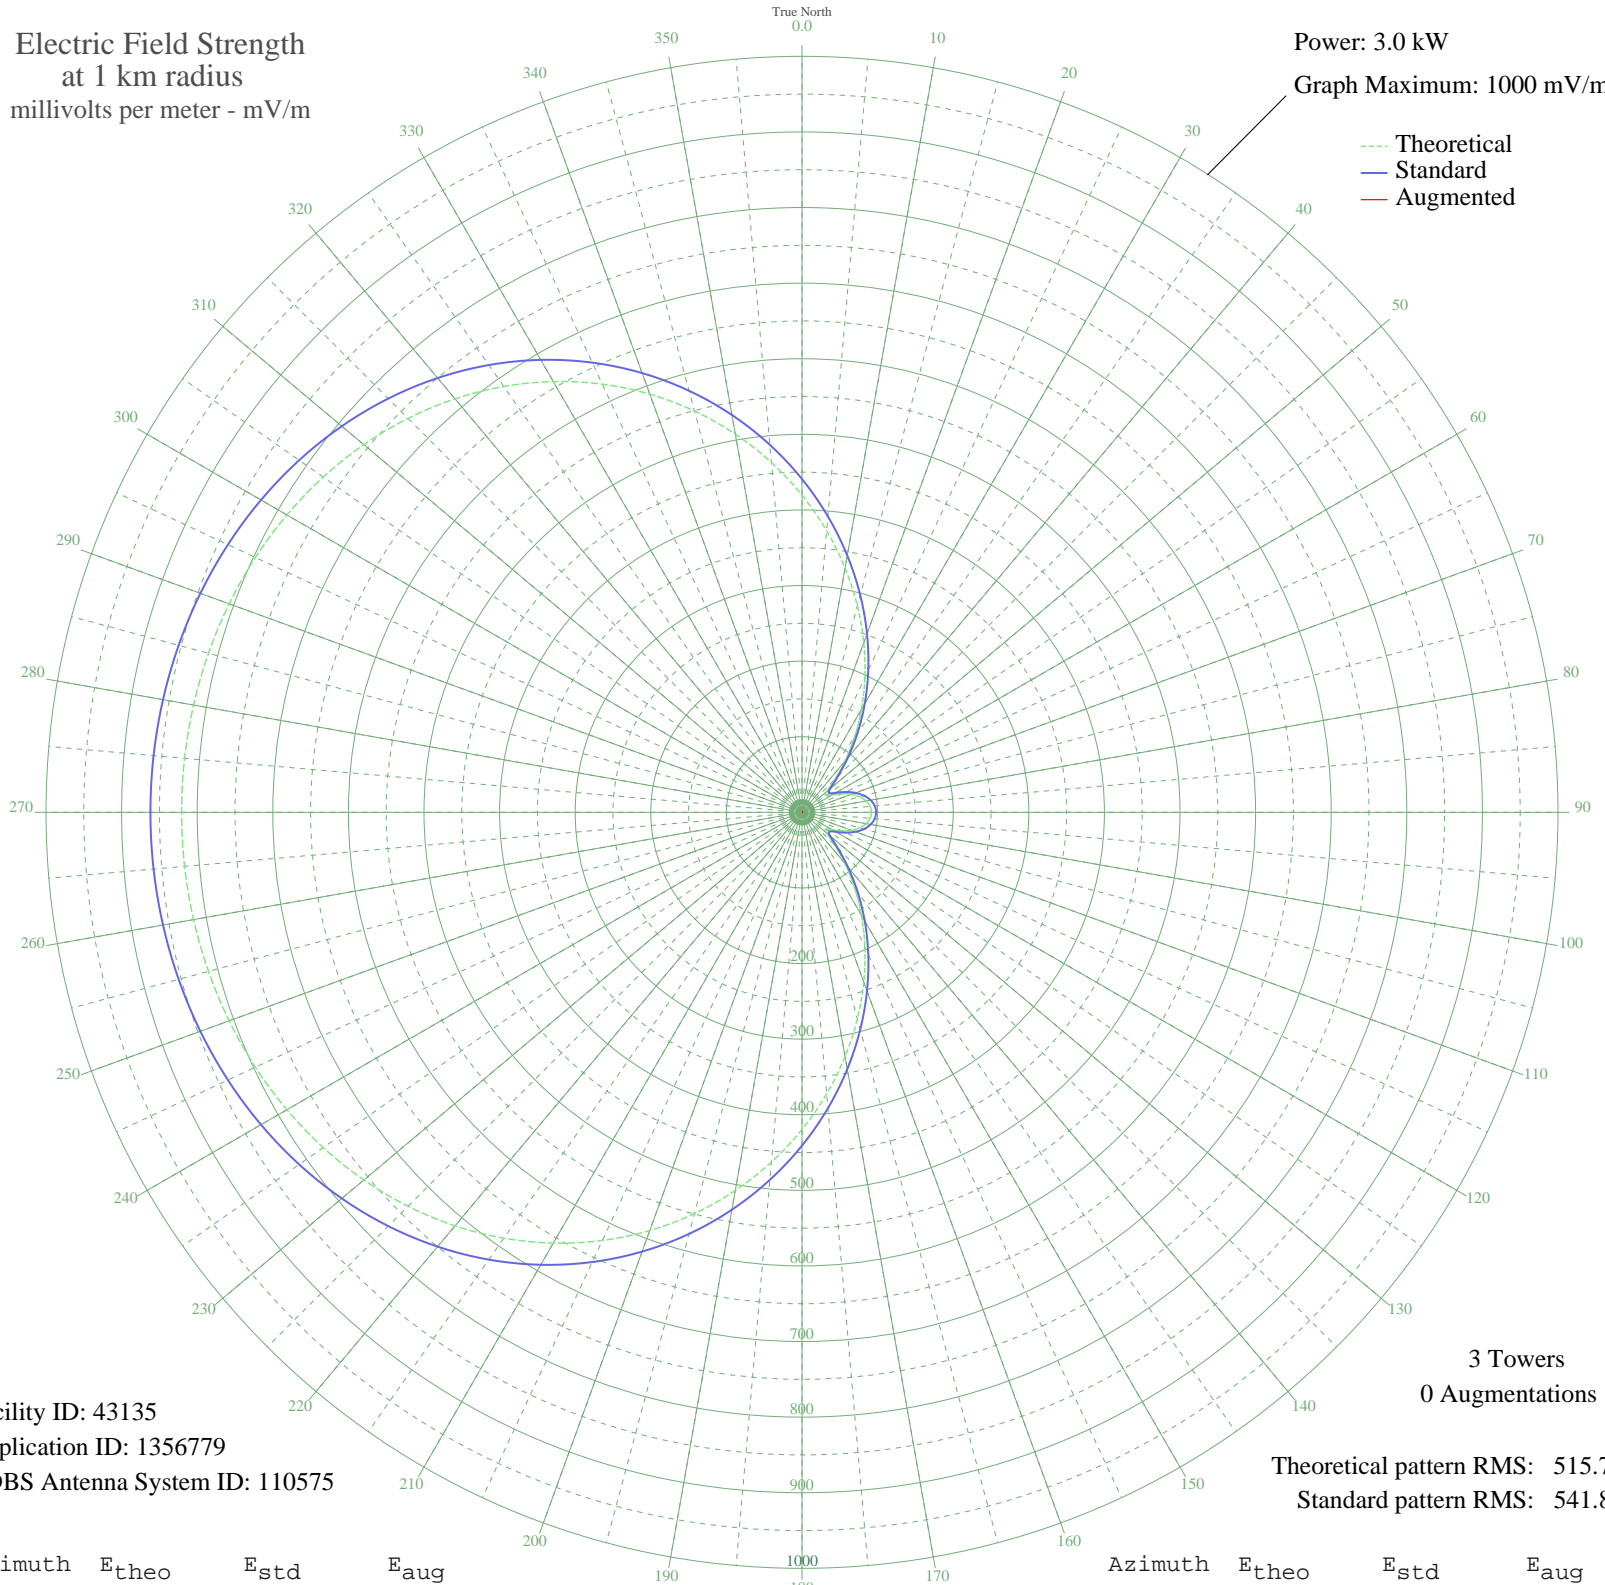 True North
0.0
Electric Field Strength
at 1 km radius
millivolts per meter - mV/m
Power: 3.0 kW
Graph Maximum: 1000 mV/m
Theoretical
Standard
Augmented
10
20
30
40
50
60
70
80
90
100
110
120
130
140
150
160
170
190
200
210
220
230
240
250
260
270
280
290
300
310
320
330
340
350
200
300
400
500
600
700
800
900
1000
3 Towers
0 Augmentations
cility ID: 43135
plication ID: 1356779
DBS Antenna System ID: 110575
Theoretical pattern RMS: 515.7
Standard pattern RMS: 541.8
imuth Etheo Estd Eaug
Azimuth Etheo Estd Eaug